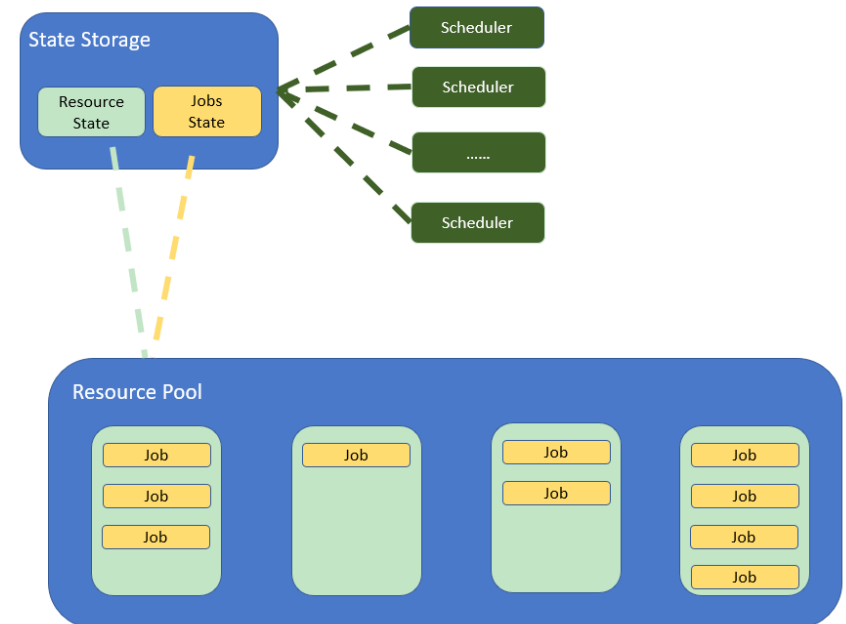 State Storage
Resource
State
Jobs
State
Scheduler
Scheduler
......
Scheduler
Resource Pool
Job
Job
Job
Job
Job
Job
Job
Job
Job
Job